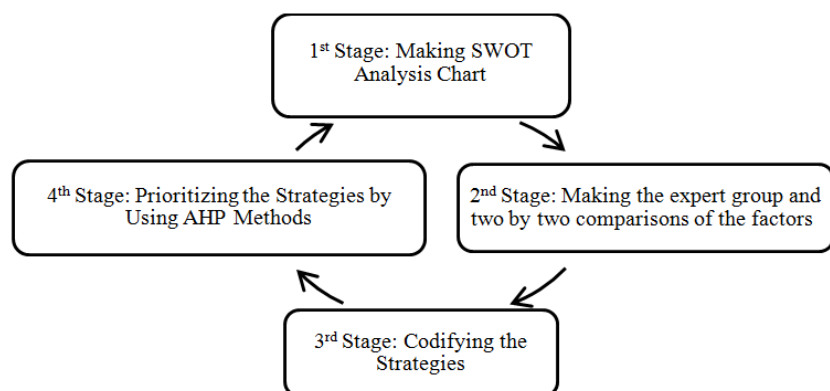 1st Stage: Making SWOT
Analysis Chart
2nd Stage: Making the expert group and
two by two comparisons of the factors
3rd Stage: Codifying the
Strategies
4th Stage: Prioritizing the Strategies by
Using AHP Methods